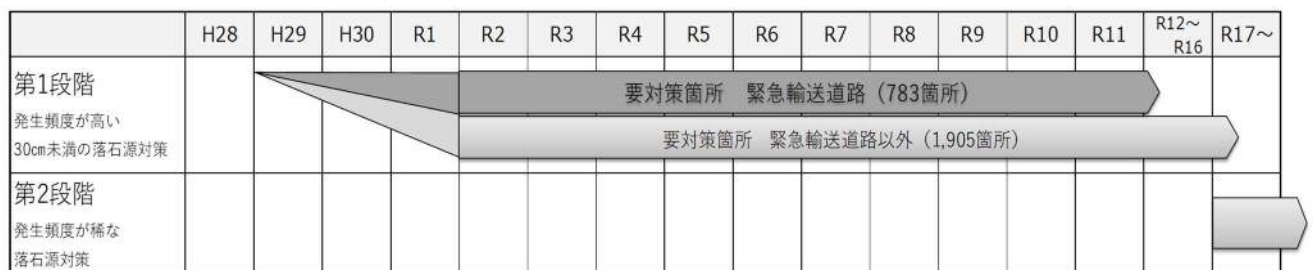 H28 H29 H30 R1 R2 R3 R4 R5 R6 R7 R8 R9 R10 R11 R12～ R17～
R16
第1段階
発生頻度が高い
30㎝未満の落石源対策
要対策箇所　緊急輸送道路（783箇所）
要対策箇所　緊急輸送道路以外（1,905箇所）
第2段階
発生頻度が稀な
落石源対策